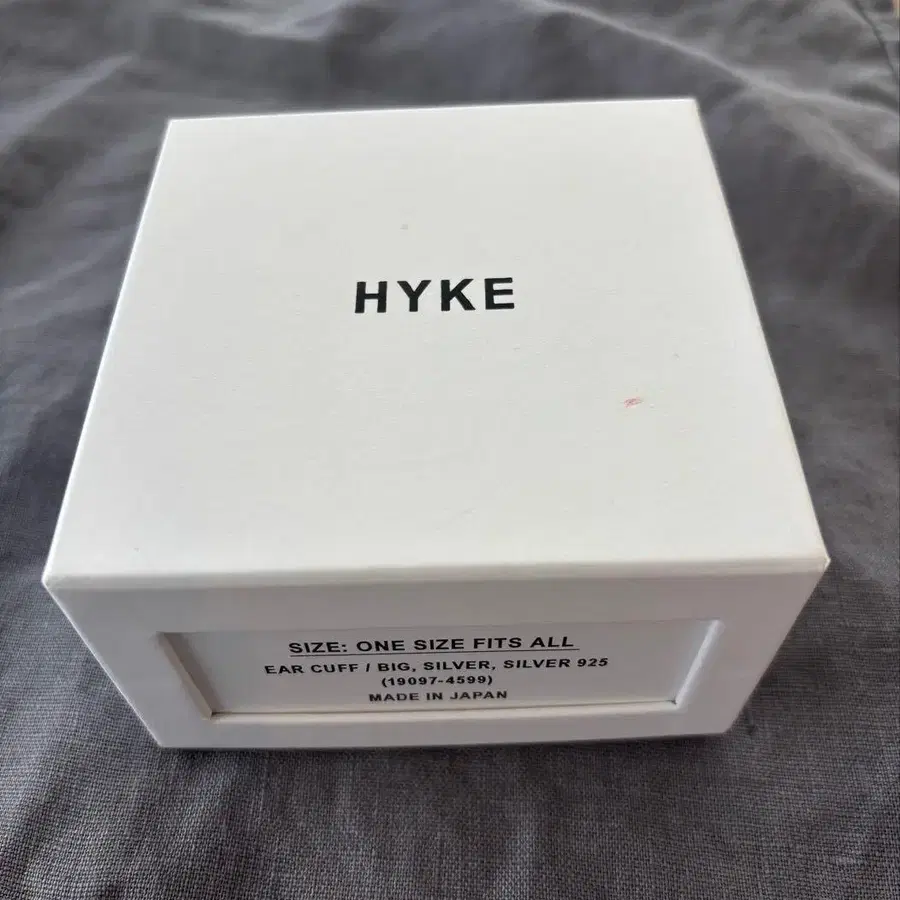 HYKE
SIZE: ONE SIZE FITS ALL
EAR CUFF / BIG, SILVER, SILVER 925
(19097-4599)
MADE IN JAPAN